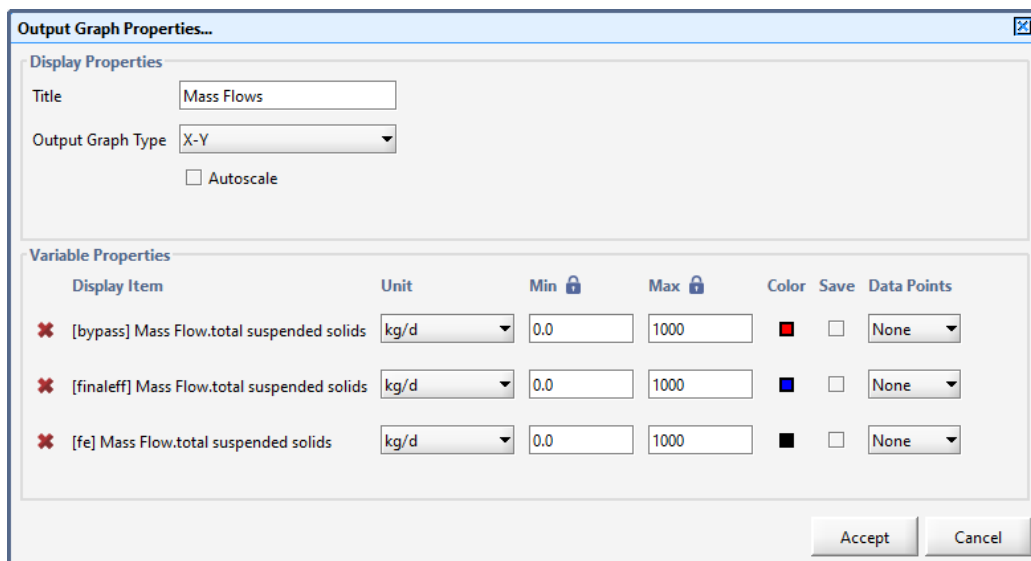 Output Graph Properties...
Display Properties
Title Mass Flows
Output Graph Type X-Y
Autoscale
Variable Properties
Display Item Unit Min Max Color Save Data Points
[bypass] Mass Flow.total suspended solids kg/d 0.0 1000 None
[finaleff] Mass Flow.total suspended solids kg/d 0.0 1000 None
[fe] Mass Flow.total suspended solids kg/d 0.0 1000 None
Accept Cancel